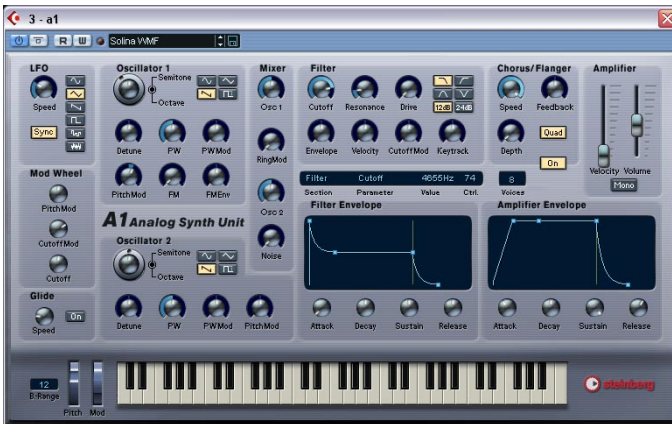 3 - a1
R W Solina WMF
LFO
Speed
Sync
Mod Wheel
PitchMod
CutoffMod
Cutoff
Glide
Speed On
Oscillator 1
Semitone
Octave
Detune PW PWMod
PitchMod FM FMEnv
A1 Analog Synth Unit
Oscillator 2
Semitone
Octave
Detune PW PWMod PitchMod
Mixer
Osc 1
RingMod
Osc 2
Noise
Filter
Cutoff Resonance Drive 12dB 24dB
Envelope Velocity CutoffMod Keytrack
Filter Cutoff 4655Hz 74
Section Parameter Value Ctrl.
Chorus/Flanger
Speed Feedback
Depth Quad
On
8
Voices
Amplifier
Velocity Volume
Mono
Filter Envelope
Attack Decay Sustain Release
Amplifier Envelope
Attack Decay Sustain Release
12
B.-Range Pitch Mod
steinberg